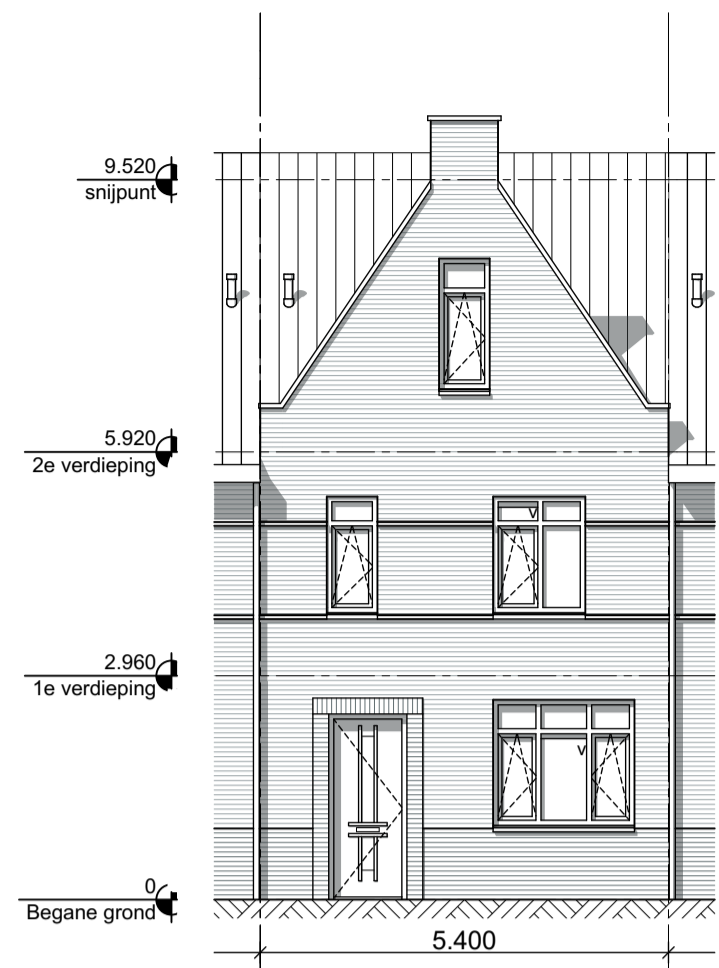 9.520
snijpunt
5.920
2e verdieping
v
2.960
1e verdieping
v
0
Begane grond
5.400